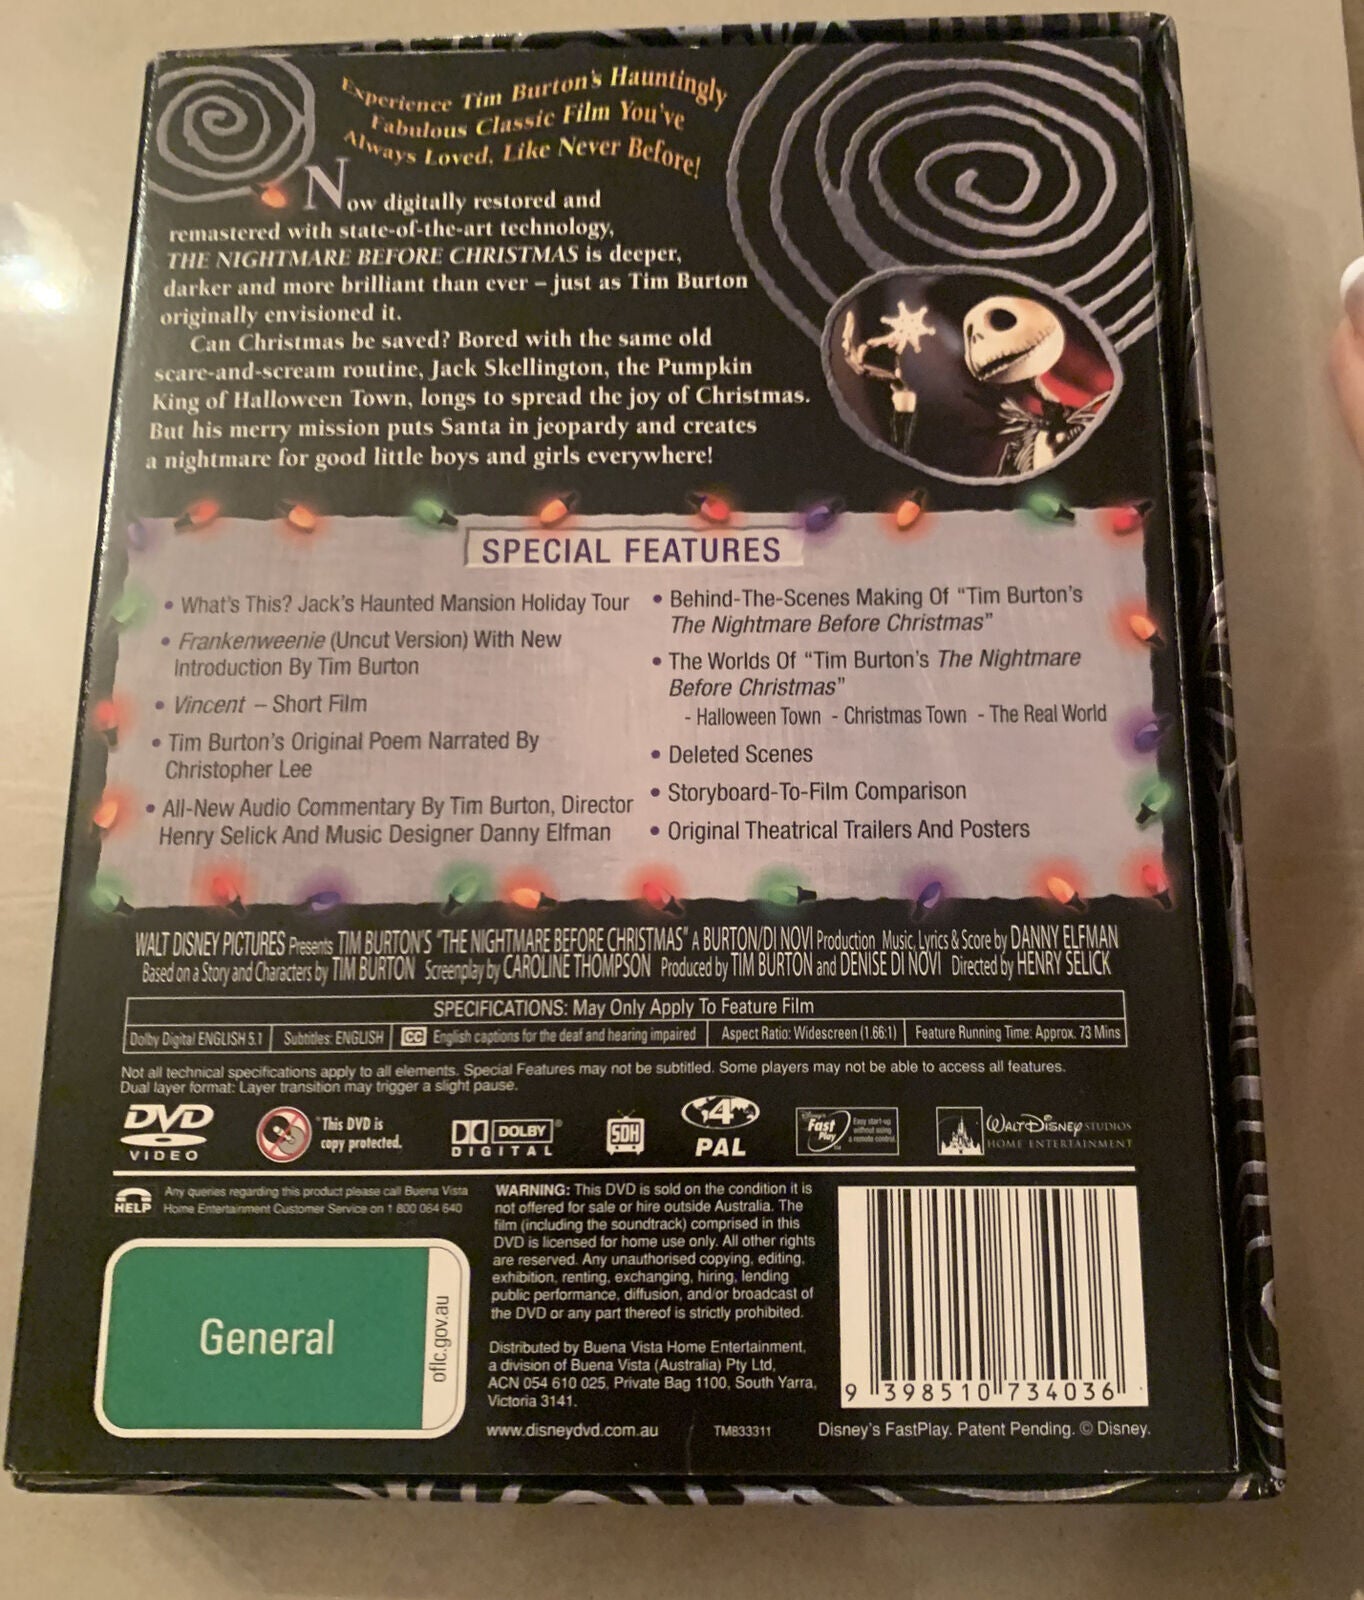 Experience Tim Burton's Hauntingly
Fabulous Classic Film You've
Always Loved, Like Never Before!
Now digitally restored and
remastered with state-of-the-art technology,
THE NIGHTMARE BEFORE CHRISTMAS is deeper,
darker and more brilliant than ever – just as Tim Burton
originally envisioned it.
Can Christmas be saved? Bored with the same old
scare-and-scream routine, Jack Skellington, the Pumpkin
King of Halloween Town, longs to spread the joy of Christmas.
But his merry mission puts Santa in jeopardy and creates
a nightmare for good little boys and girls everywhere!
SPECIAL FEATURES
• What's This? Jack's Haunted Mansion Holiday Tour
• Frankenweenie (Uncut Version) With New
Introduction By Tim Burton
• Vincent – Short Film
• Tim Burton's Original Poem Narrated By
Christopher Lee
• All-New Audio Commentary By Tim Burton, Director
Henry Selick And Music Designer Danny Elfman
• Behind-The-Scenes Making Of "Tim Burton's
The Nightmare Before Christmas"
• The Worlds Of "Tim Burton's The Nightmare
Before Christmas"
- Halloween Town - Christmas Town - The Real World
• Deleted Scenes
• Storyboard-To-Film Comparison
• Original Theatrical Trailers And Posters
WALT DISNEY PICTURES Presents TIM BURTON'S "THE NIGHTMARE BEFORE CHRISTMAS" A BURTON/DI NOVI Production Music, Lyrics & Score by DANNY ELFMAN
Based on a Story and Characters by TIM BURTON Screenplay by CAROLINE THOMPSON Produced by TIM BURTON and DENISE DI NOVI Directed by HENRY SELICK
SPECIFICATIONS: May Only Apply To Feature Film
Dolby Digital ENGLISH 5.1 Subtitles: ENGLISH CC English captions for the deaf and hearing impaired Aspect Ratio: Widescreen (1.66:1) Feature Running Time: Approx. 73 Mins
Not all technical specifications apply to all elements. Special Features may not be subtitled. Some players may not be able to access all features.
Dual layer format: Layer transition may trigger a slight pause.
DVD
VIDEO
This DVD is
copy protected.
DOLBY
DIGITAL
SDH
4
PAL
Disney's
Fast
Play
Easy start-up
without using
a remote control.
WALT DISNEY STUDIOS
HOME ENTERTAINMENT
HELP
Any queries regarding this product please call Buena Vista
Home Entertainment Customer Service on 1 800 064 640
General
oflc.gov.au
WARNING: This DVD is sold on the condition it is
not offered for sale or hire outside Australia. The
film (including the soundtrack) comprised in this
DVD is licensed for home use only. All other rights
are reserved. Any unauthorised copying, editing,
exhibition, renting, exchanging, hiring, lending
public performance, diffusion, and/or broadcast of
the DVD or any part thereof is strictly prohibited.
Distributed by Buena Vista Home Entertainment,
a division of Buena Vista (Australia) Pty Ltd,
ACN 054 610 025, Private Bag 1100, South Yarra,
Victoria 3141.
www.disneydvd.com.au TM833311
9 398510 734036
Disney's FastPlay. Patent Pending. © Disney.